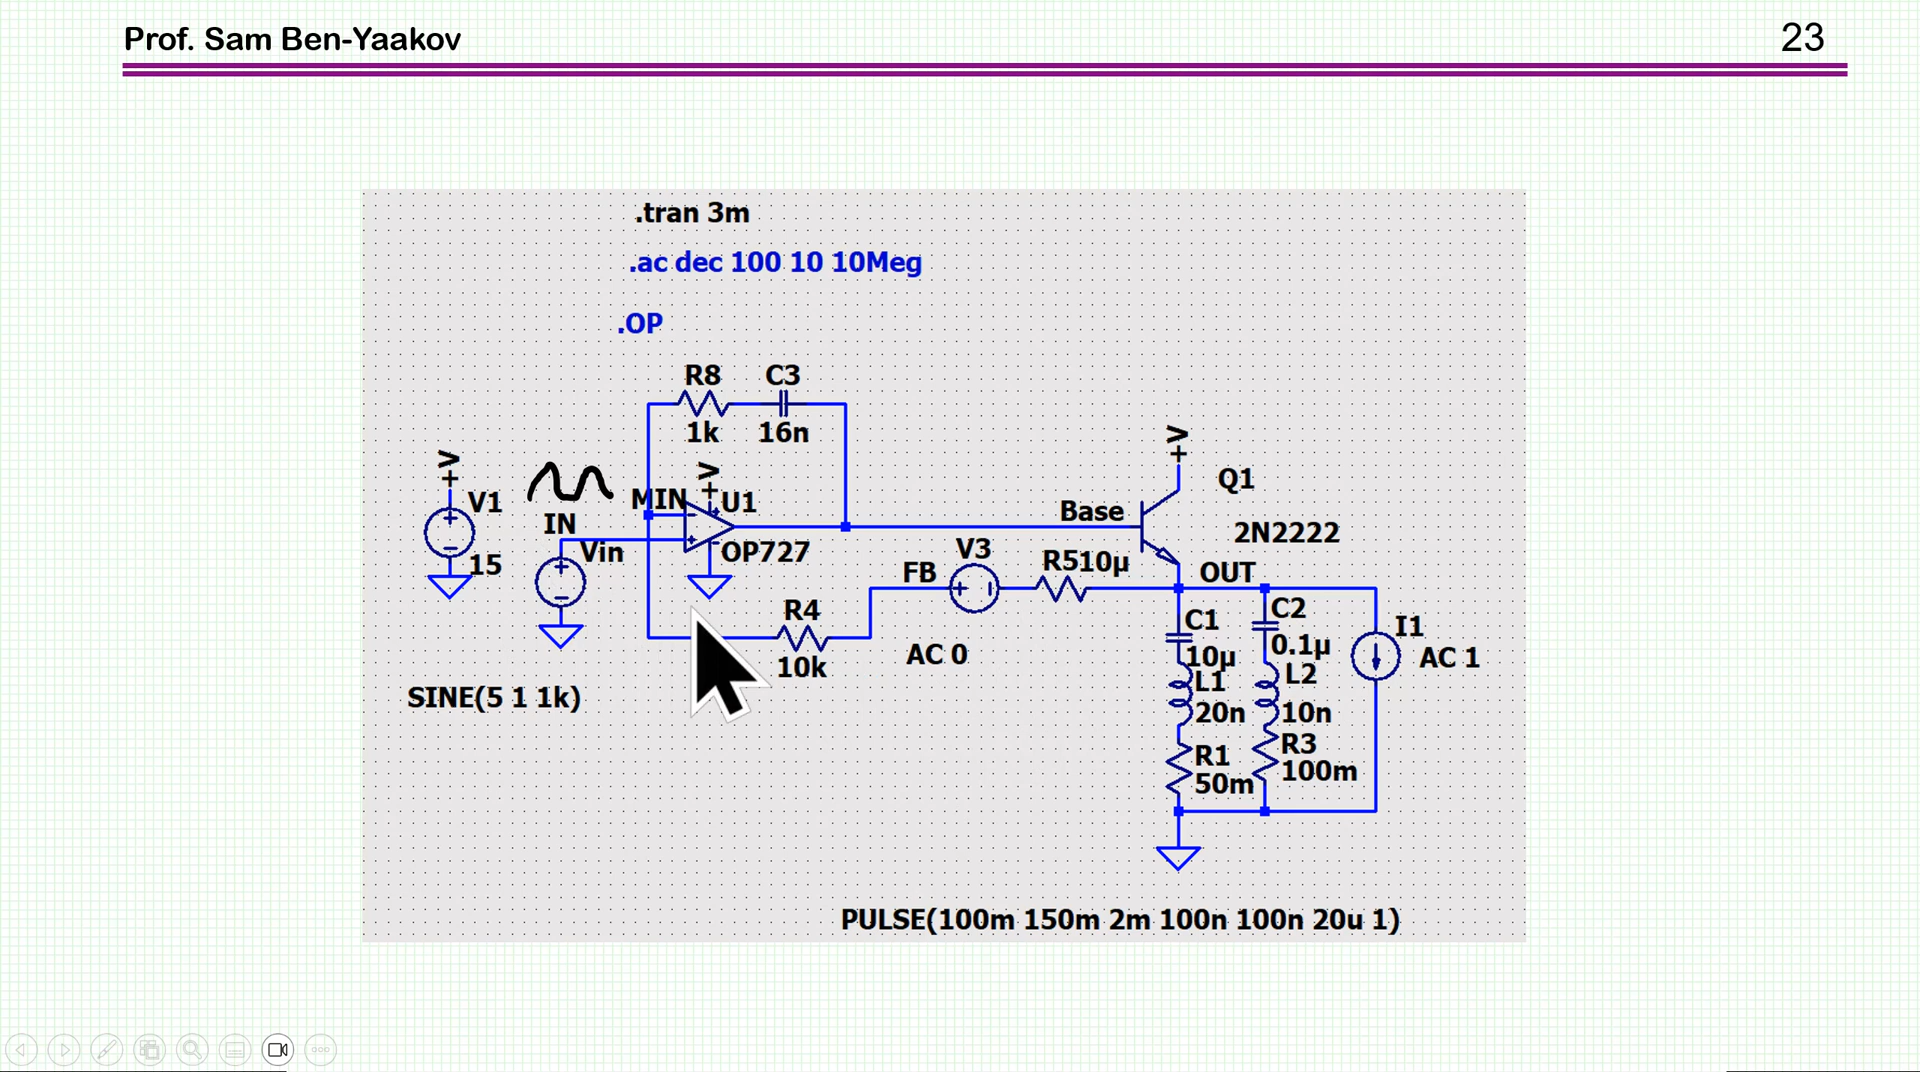 Prof. Sam Ben-Yaakov
23
.tran 3m
.ac dec 100 10 10Meg
.OP
R8 C3
1k 16n
+V
V1
15
IN
Vin
MIN
+V
U1
OP727
Base
+V
Q1
2N2222
V3
FB
R5 10µ
OUT
R4
10k
AC 0
C1
10µ
L1
20n
R1
50m
C2
0.1µ
L2
10n
R3
100m
I1
AC 1
SINE(5 1 1k)
PULSE(100m 150m 2m 100n 100n 20u 1)